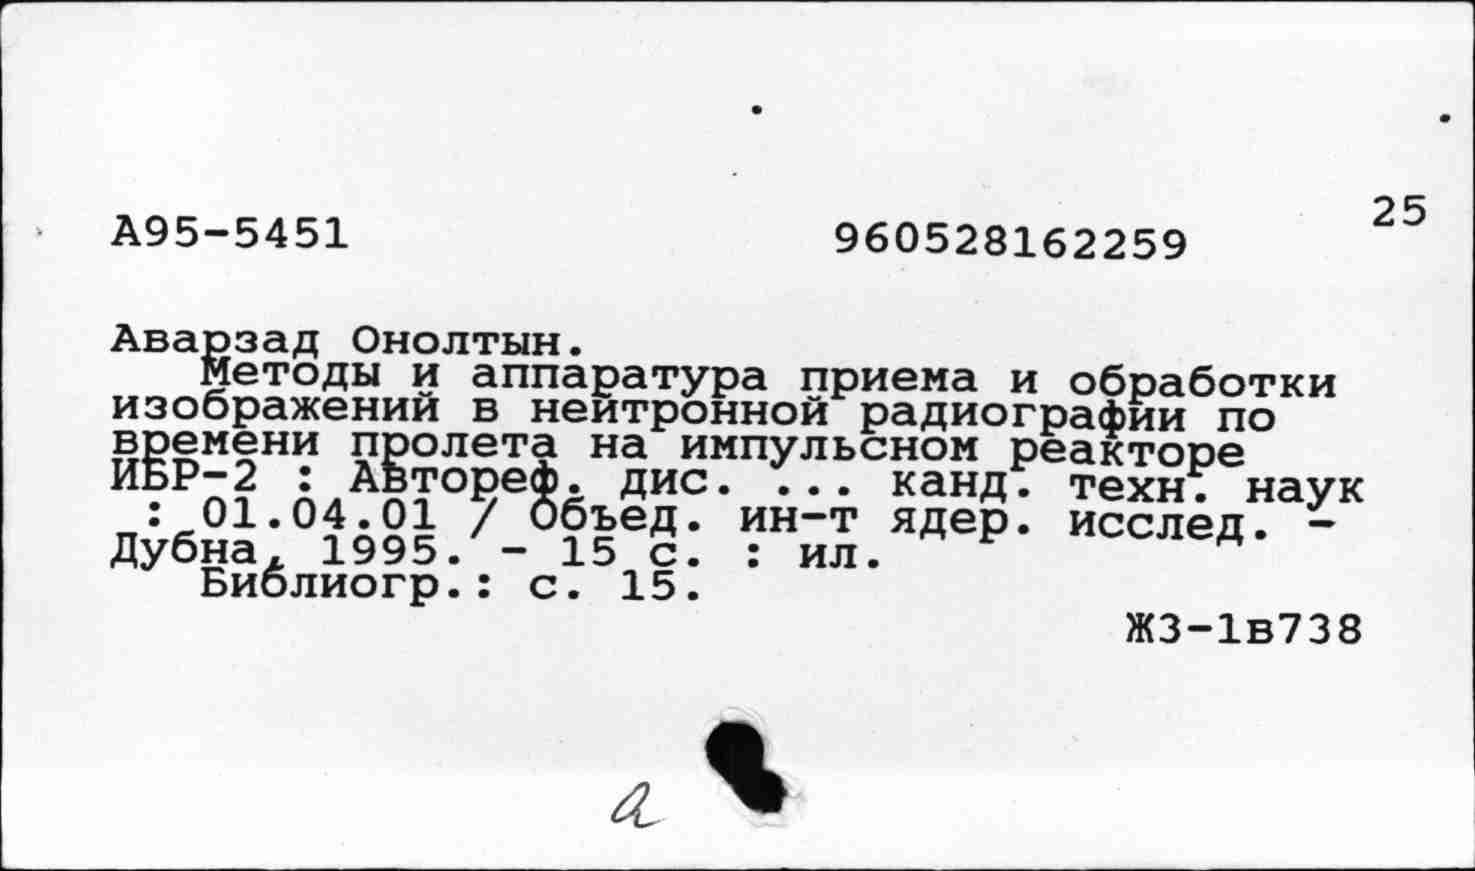 25
А95-5451 960528162259
Аварзад Онолтын.
Методы и аппаратура приема и обработки
изображений в нейтронной радиографии по
времени пролета на импульсном реакторе
ИБР-2 : Автореф. дис. ... канд. техн. наук
: 01.04.01 / Объед. ин-т ядер. исслед. -
Дубна, 1995. - 15 с. : ил.
Библиогр.: с. 15.
Ж3-1в738
а